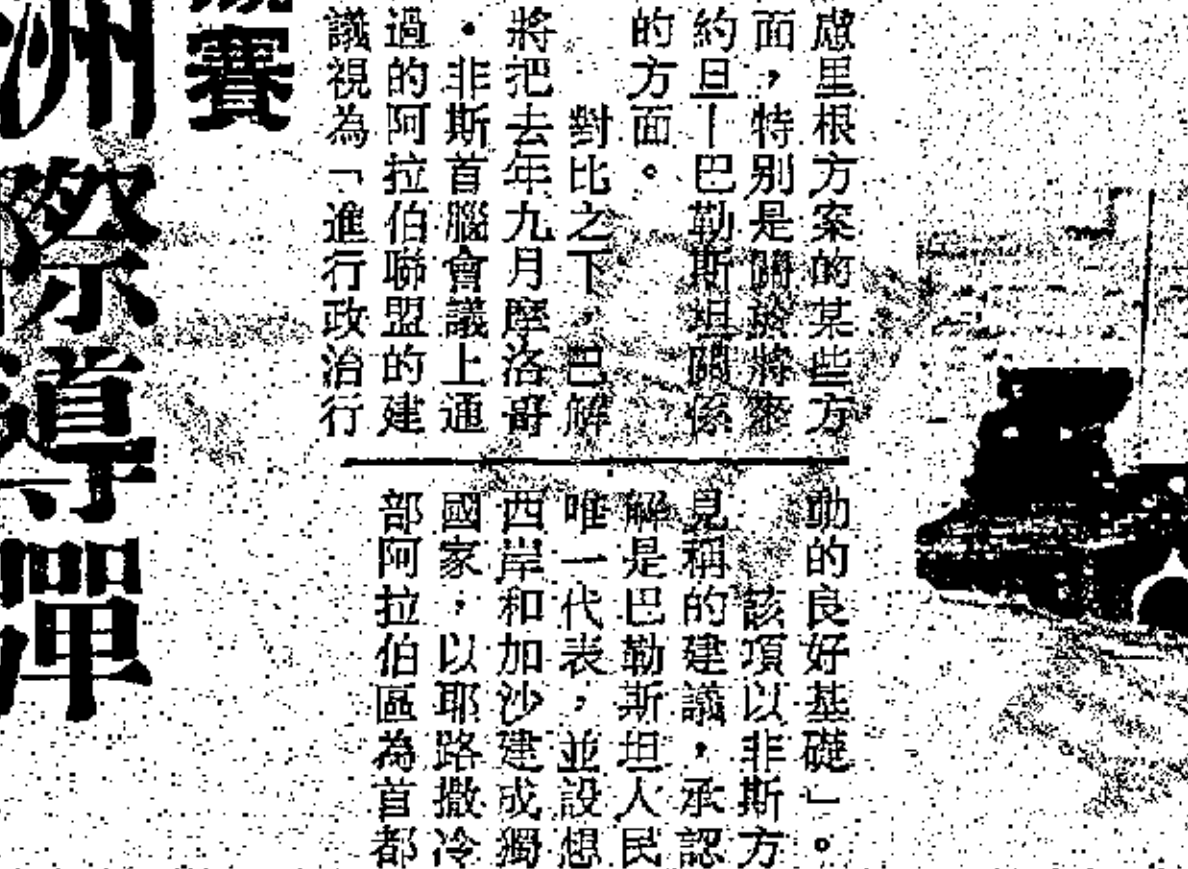 慮里根方案的某些方
面，特別是關於將來
約旦—巴勒斯坦關係
的方面。
對比之下，巴解
將把去年九月摩洛哥
・非斯首腦會議上通
過的阿拉伯聯盟的建
議視為「進行政治行
動的良好基礎」。
該項以非斯方
見稱的建議，承認
解是巴勒斯坦人民
唯一代表，並設想
西岸和加沙建成獨
國家，以耶路撒冷
部阿拉伯區為首都
賽
洲際導彈